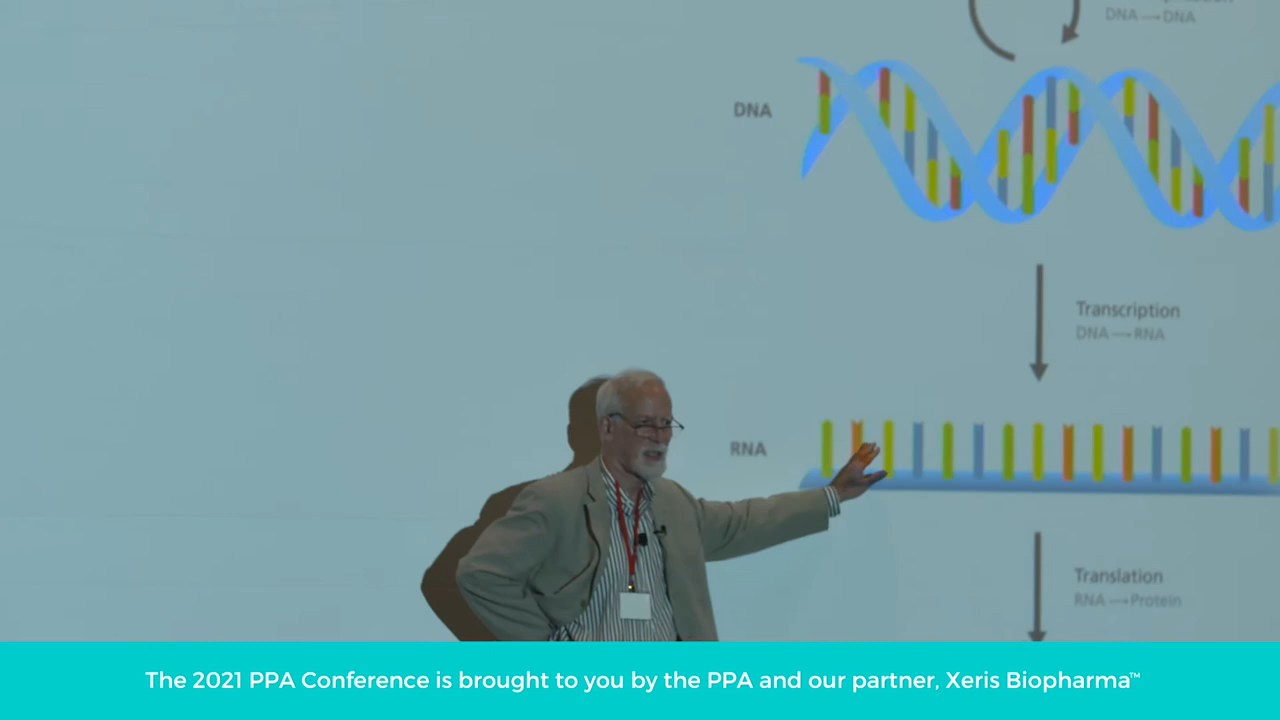 DNA → DNA
DNA
Transcription
DNA → RNA
RNA
Translation
RNA → Protein
The 2021 PPA Conference is brought to you by the PPA and our partner, Xeris Biopharma™